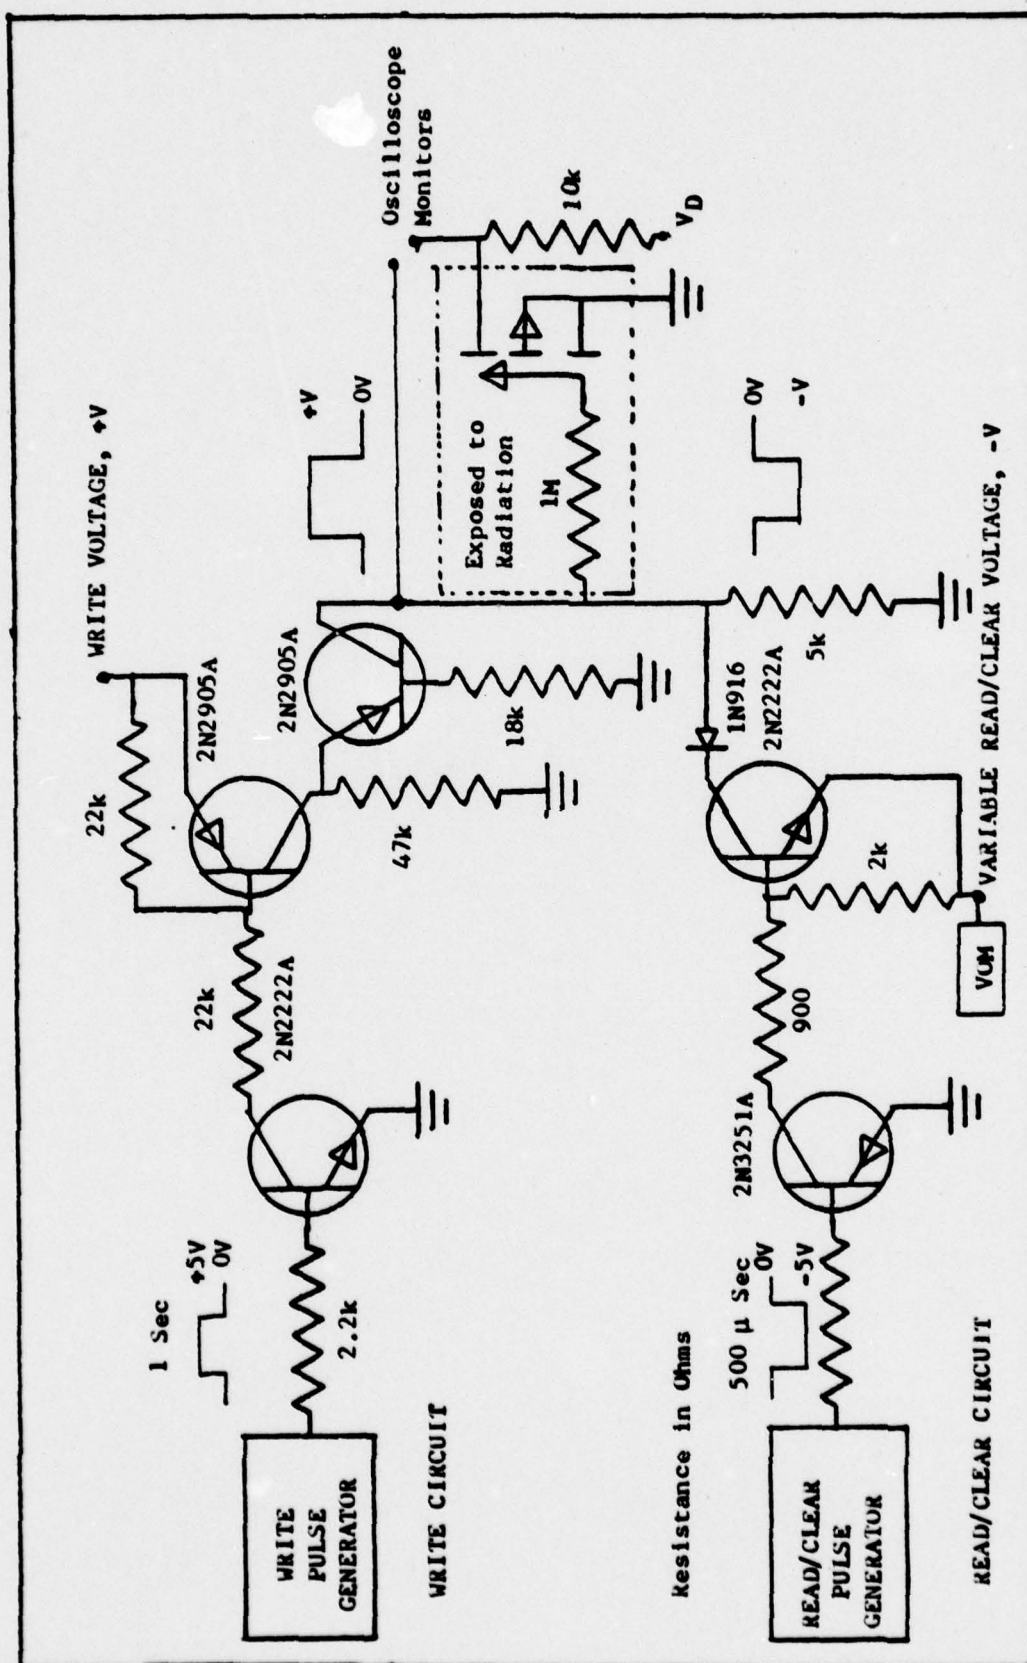 WRITE VOLTAGE, +V
22k
2N2905A
22k
2N2222A
2N2905A
47k
18k
1 Sec
+5V
0V
2.2k
WRITE
PULSE
GENERATOR
WRITE CIRCUIT
+V
0V
Oscilloscope
Monitors
Exposed to
Radiation
1M
10k
VD
0V
-V
Resistance in Ohms
500 μ Sec
0V
-5V
READ/CLEAR
PULSE
GENERATOR
READ/CLEAR CIRCUIT
2N3251A
900
1N916
2N2222A
5k
2k
VOM
VARIABLE READ/CLEAR VOLTAGE, -V